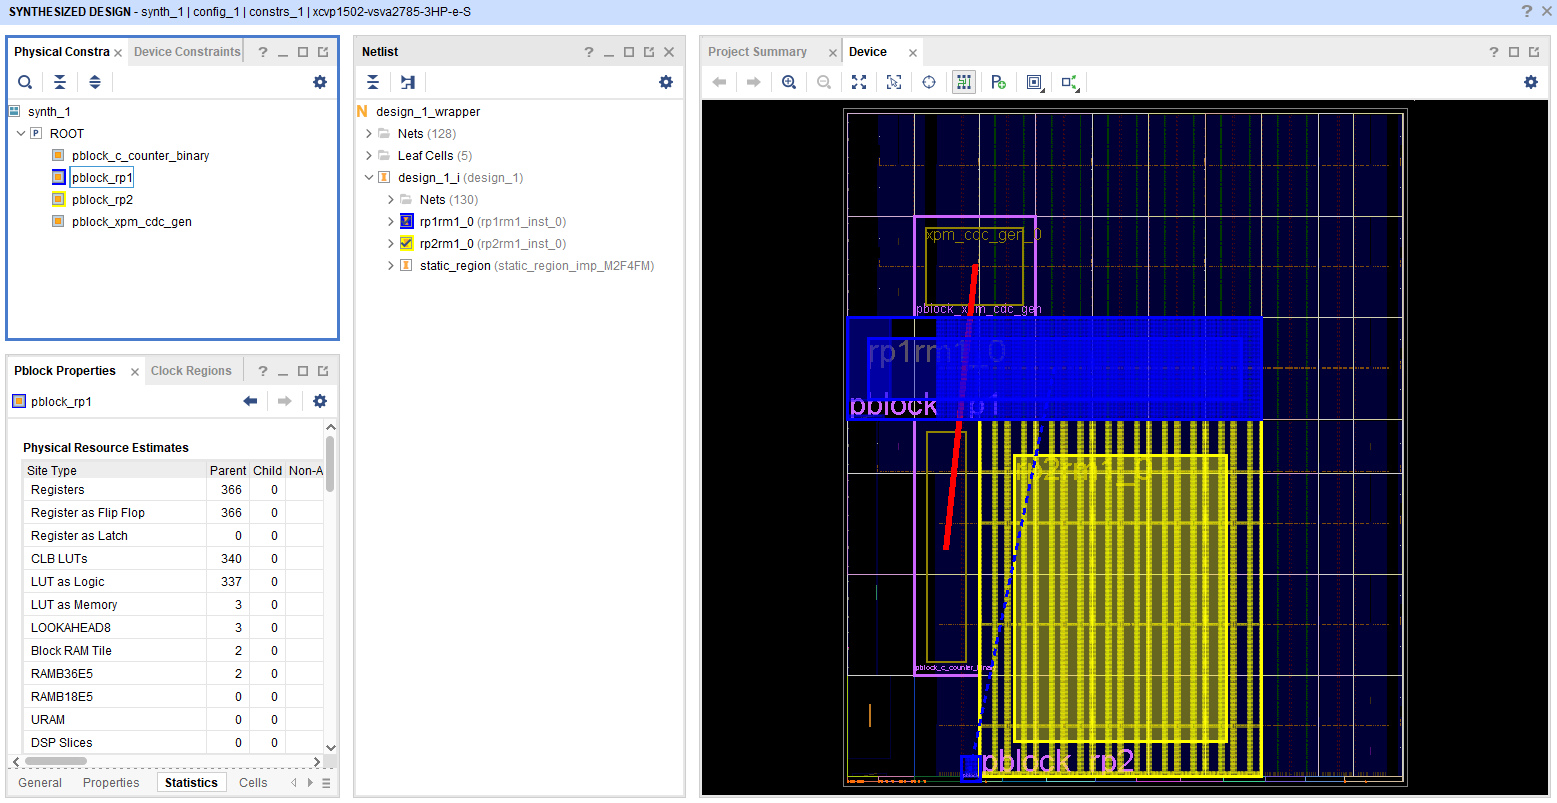 SYNTHESIZED DESIGN - synth_1 | config_1 | constrs_1 | xcvp1502-vsva2785-3HP-e-S
Physical Constra
Device Constraints
synth_1
ROOT
pblock_c_counter_binary
pblock_rp1
pblock_rp2
pblock_xpm_cdc_gen
Pblock Properties
Clock Regions
pblock_rp1
Physical Resource Estimates
Site Type Parent Child Non-A
Registers 366 0
Register as Flip Flop 366 0
Register as Latch 0 0
CLB LUTs 340 0
LUT as Logic 337 0
LUT as Memory 3 0
LOOKAHEAD8 3 0
Block RAM Tile 2 0
RAMB36E5 2 0
RAMB18E5 0 0
URAM 0 0
DSP Slices 0 0
General Properties Statistics Cells
Netlist
design_1_wrapper
Nets (128)
Leaf Cells (5)
design_1_i (design_1)
Nets (130)
rp1rm1_0 (rp1rm1_inst_0)
rp2rm1_0 (rp2rm1_inst_0)
static_region (static_region_imp_M2F4FM)
Project Summary
Device
xpm_cdc_gen_0
pblock_xpm_cdc_gen
rp1rm1_0
pblock_rp1
rp2rm1_0
pblock_c_counter_binary
pblock_rp2